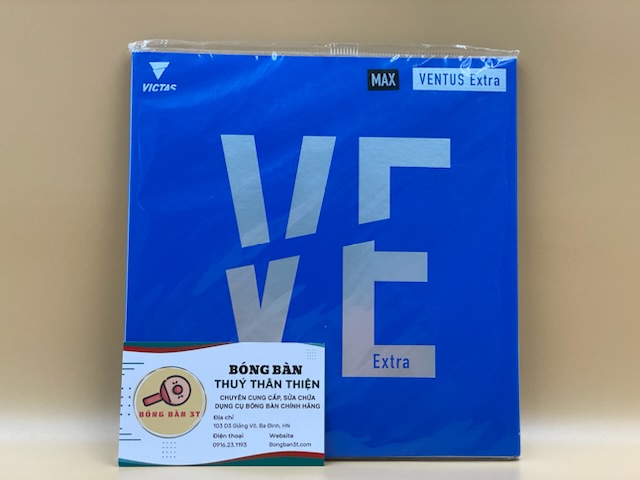 VICTAS
MAX VENTUS Extra
VE
VE
Extra
BÓNG BÀN
THUÝ THÂN THIỆN
CHUYÊN CUNG CẤP, SỬA CHỮA
DỤNG CỤ BÓNG BÀN CHÍNH HÃNG
Địa chỉ
103 D3 Giảng Võ, Ba Đình, HN
Điện thoại Website
0916.23.1193 Bongban3t.com
BÓNG BÀN 3T